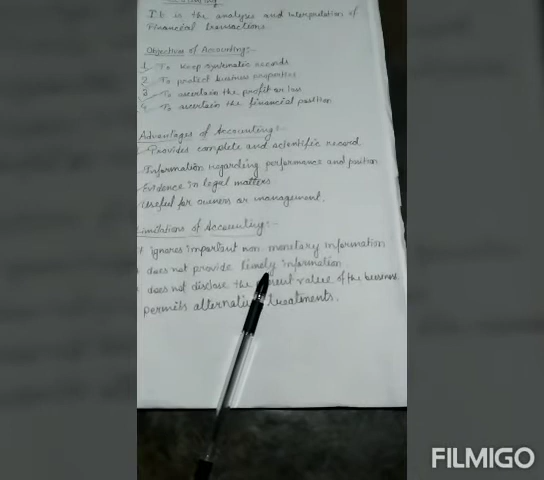 It is the analysis and interpretation of
Financial transactions
Objectives of Accounting:-
1. To keep systematic records
2. To protect business properties
3. To ascertain the profit or loss
4. To ascertain the financial position
Advantages of Accounting:-
Provides complete and scientific record
Information regarding performance and position
Evidence in legal matters
Useful for owners or management.
Limitations of Accounting:-
It ignores important non-monetary information
does not provide timely information
does not disclose the value of the
permits treatments.
FILMIGO